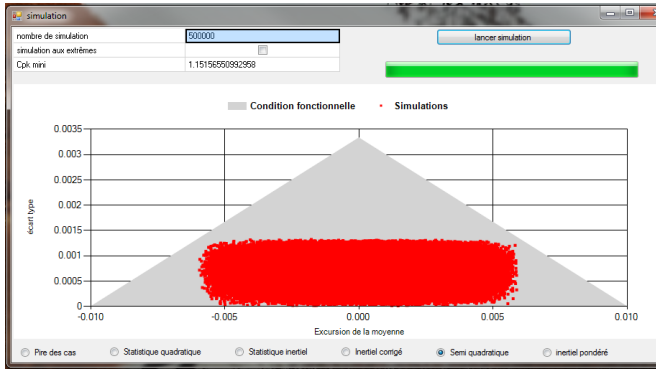 simulation
nombre de simulation 500000
lancer simulation
simulation aux extrêmes
Cpk mini 1.15156550992958
Condition fonctionnelle Simulations
0.0035
0.003
0.0025
0.002
0.0015
0.001
0.0005
0
écart type
-0.010 -0.005 0.000 0.005 0.010
Excursion de la moyenne
Pire des cas Statistique quadratique Statistique inertiel Inertiel corrigé Semi quadratique inertiel pondéré